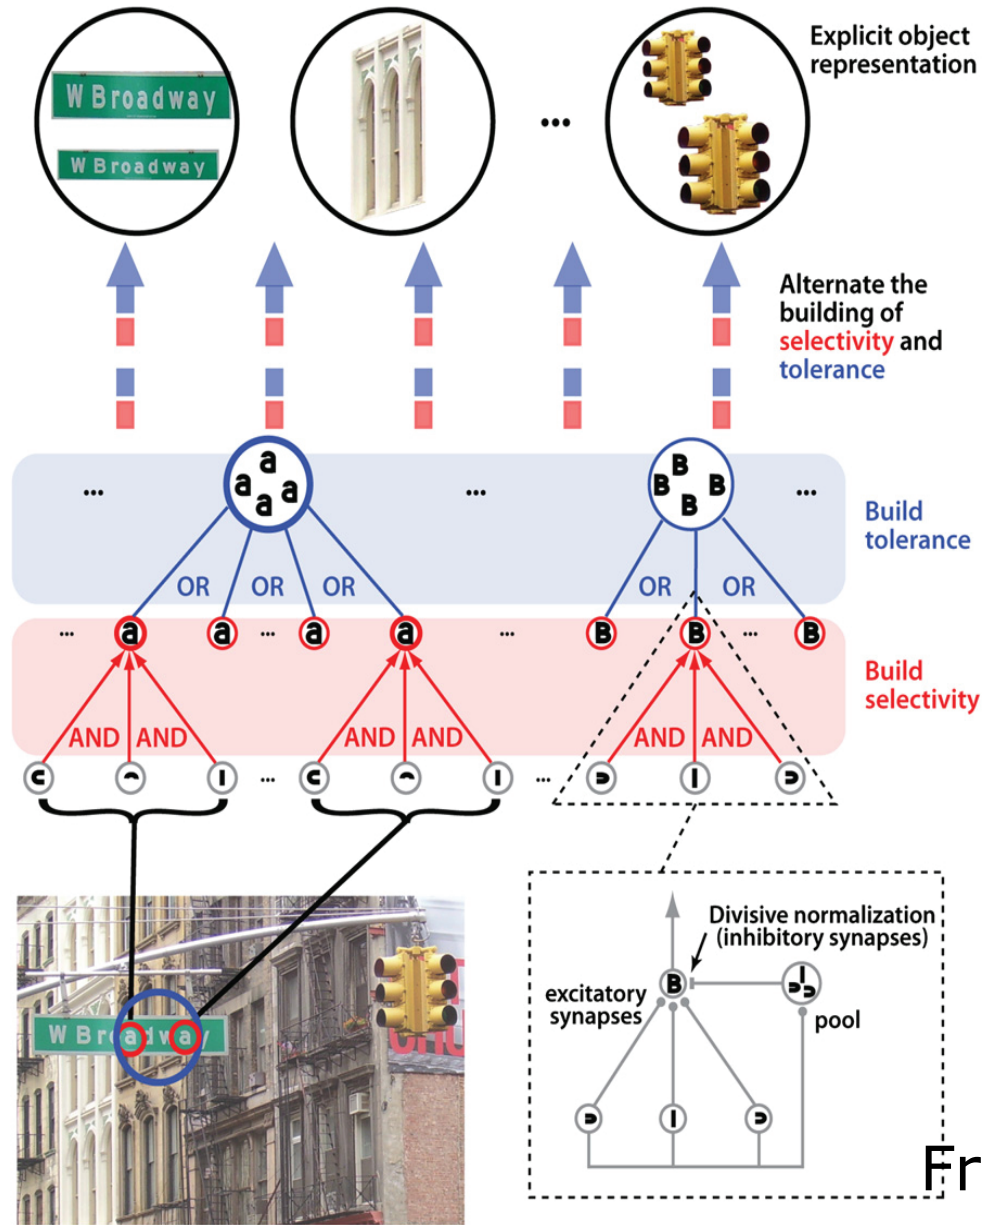 W Broadway
W Broadway
...
Explicit object
representation
Alternate the
building of
selectivity and
tolerance
...
a
a
a
a
...
B
B
B
B
...
Build
tolerance
OR
OR
OR
OR
OR
...
a
a
...
a
a
...
B
B
...
B
Build
selectivity
AND
AND
AND
AND
AND
AND
...
...
W Broadway
Divisive normalization
(inhibitory synapses)
B
excitatory
synapses
pool
Fr